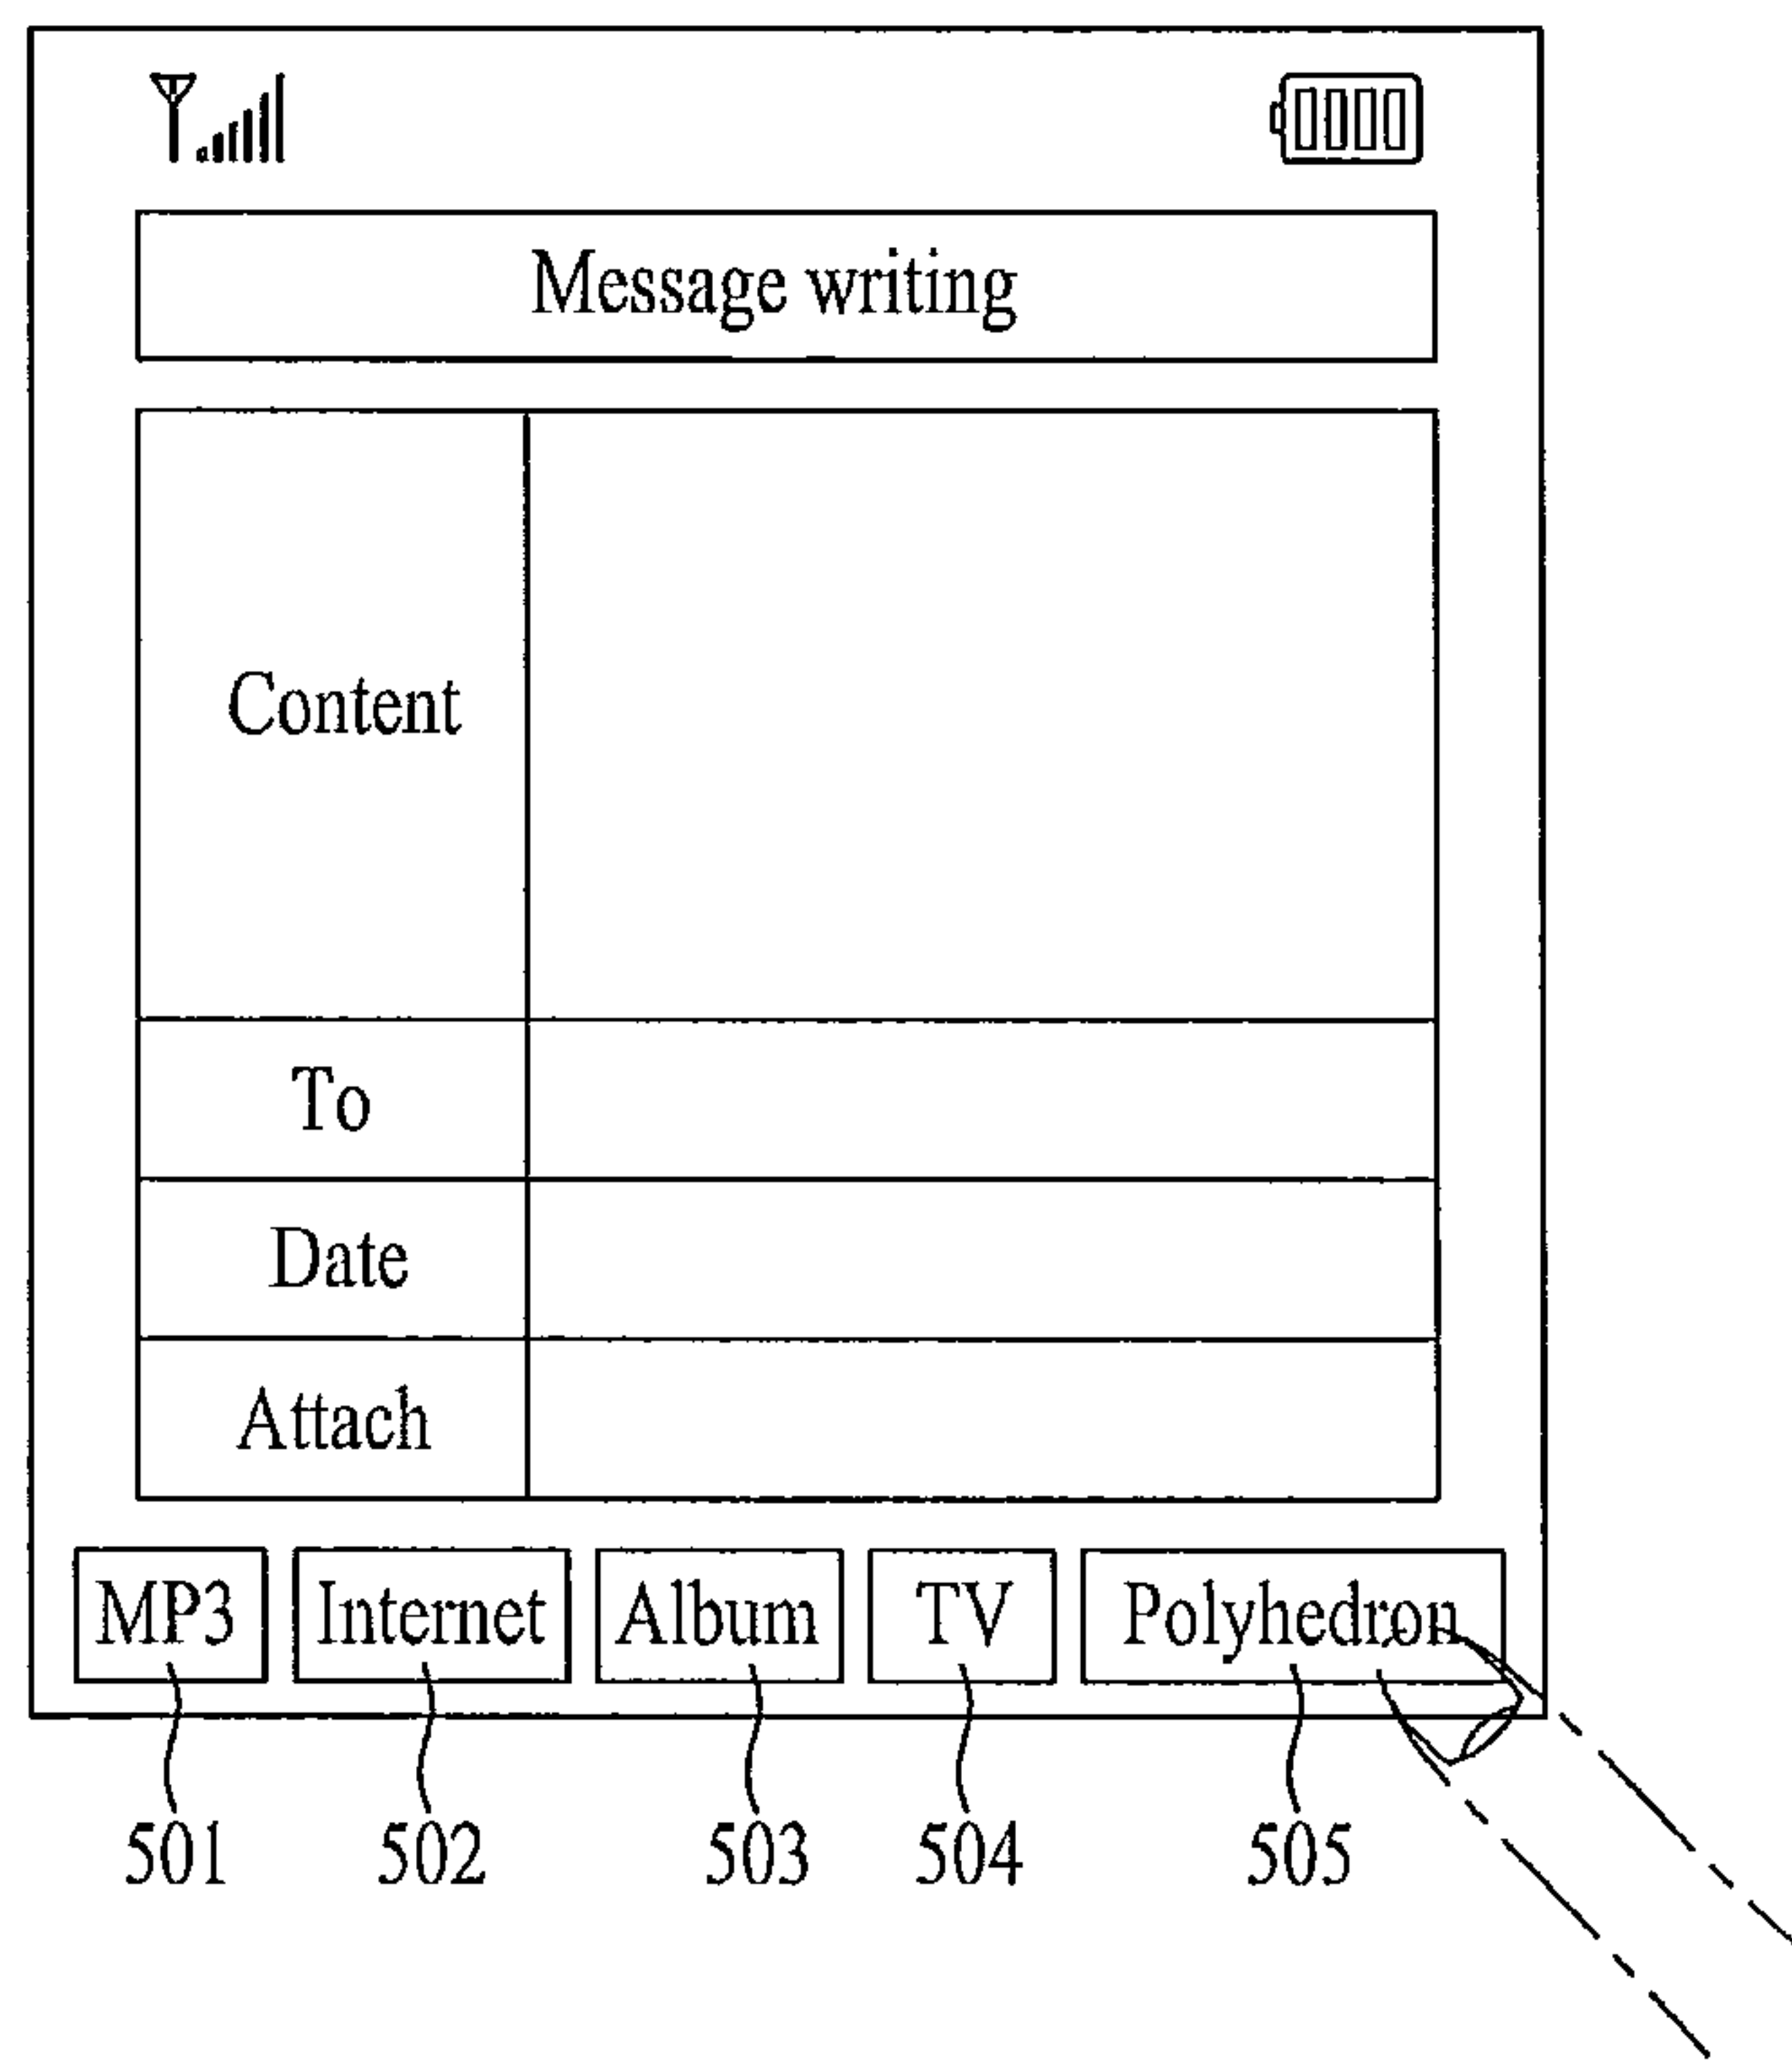 Message writing
Content
To
Date
Attach
MP3 Internet Album TV Polyhedron
501 502 503 504 505